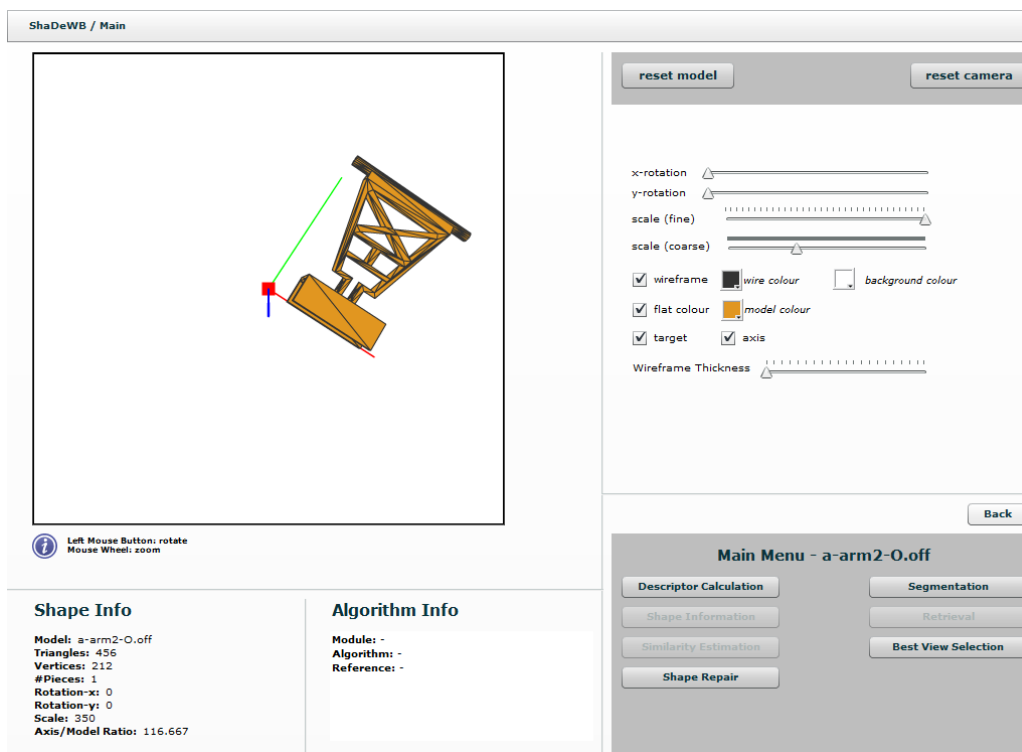 ShaDeWB / Main
reset model
reset camera
x-rotation
y-rotation
scale (fine)
scale (coarse)
wireframe wire colour background colour
flat colour model colour
target axis
Wireframe Thickness
Back
Left Mouse Button: rotate
Mouse Wheel: zoom
Main Menu - a-arm2-O.off
Descriptor Calculation Segmentation
Shape Information Retrieval
Similarity Estimation Best View Selection
Shape Repair
Shape Info
Model: a-arm2-O.off
Triangles: 456
Vertices: 212
#Pieces: 1
Rotation-x: 0
Rotation-y: 0
Scale: 350
Axis/Model Ratio: 116.667
Algorithm Info
Module: -
Algorithm: -
Reference: -